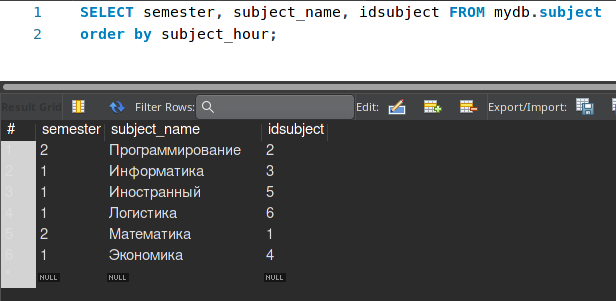 1 SELECT semester, subject_name, idsubject FROM mydb.subject
2 order by subject_hour;
Result Grid Filter Rows: Edit: Export/Import:
# semester subject_name idsubject
1 2 Программирование 2
2 1 Информатика 3
3 1 Иностранный 5
4 1 Логистика 6
5 2 Математика 1
6 1 Экономика 4
* NULL NULL NULL